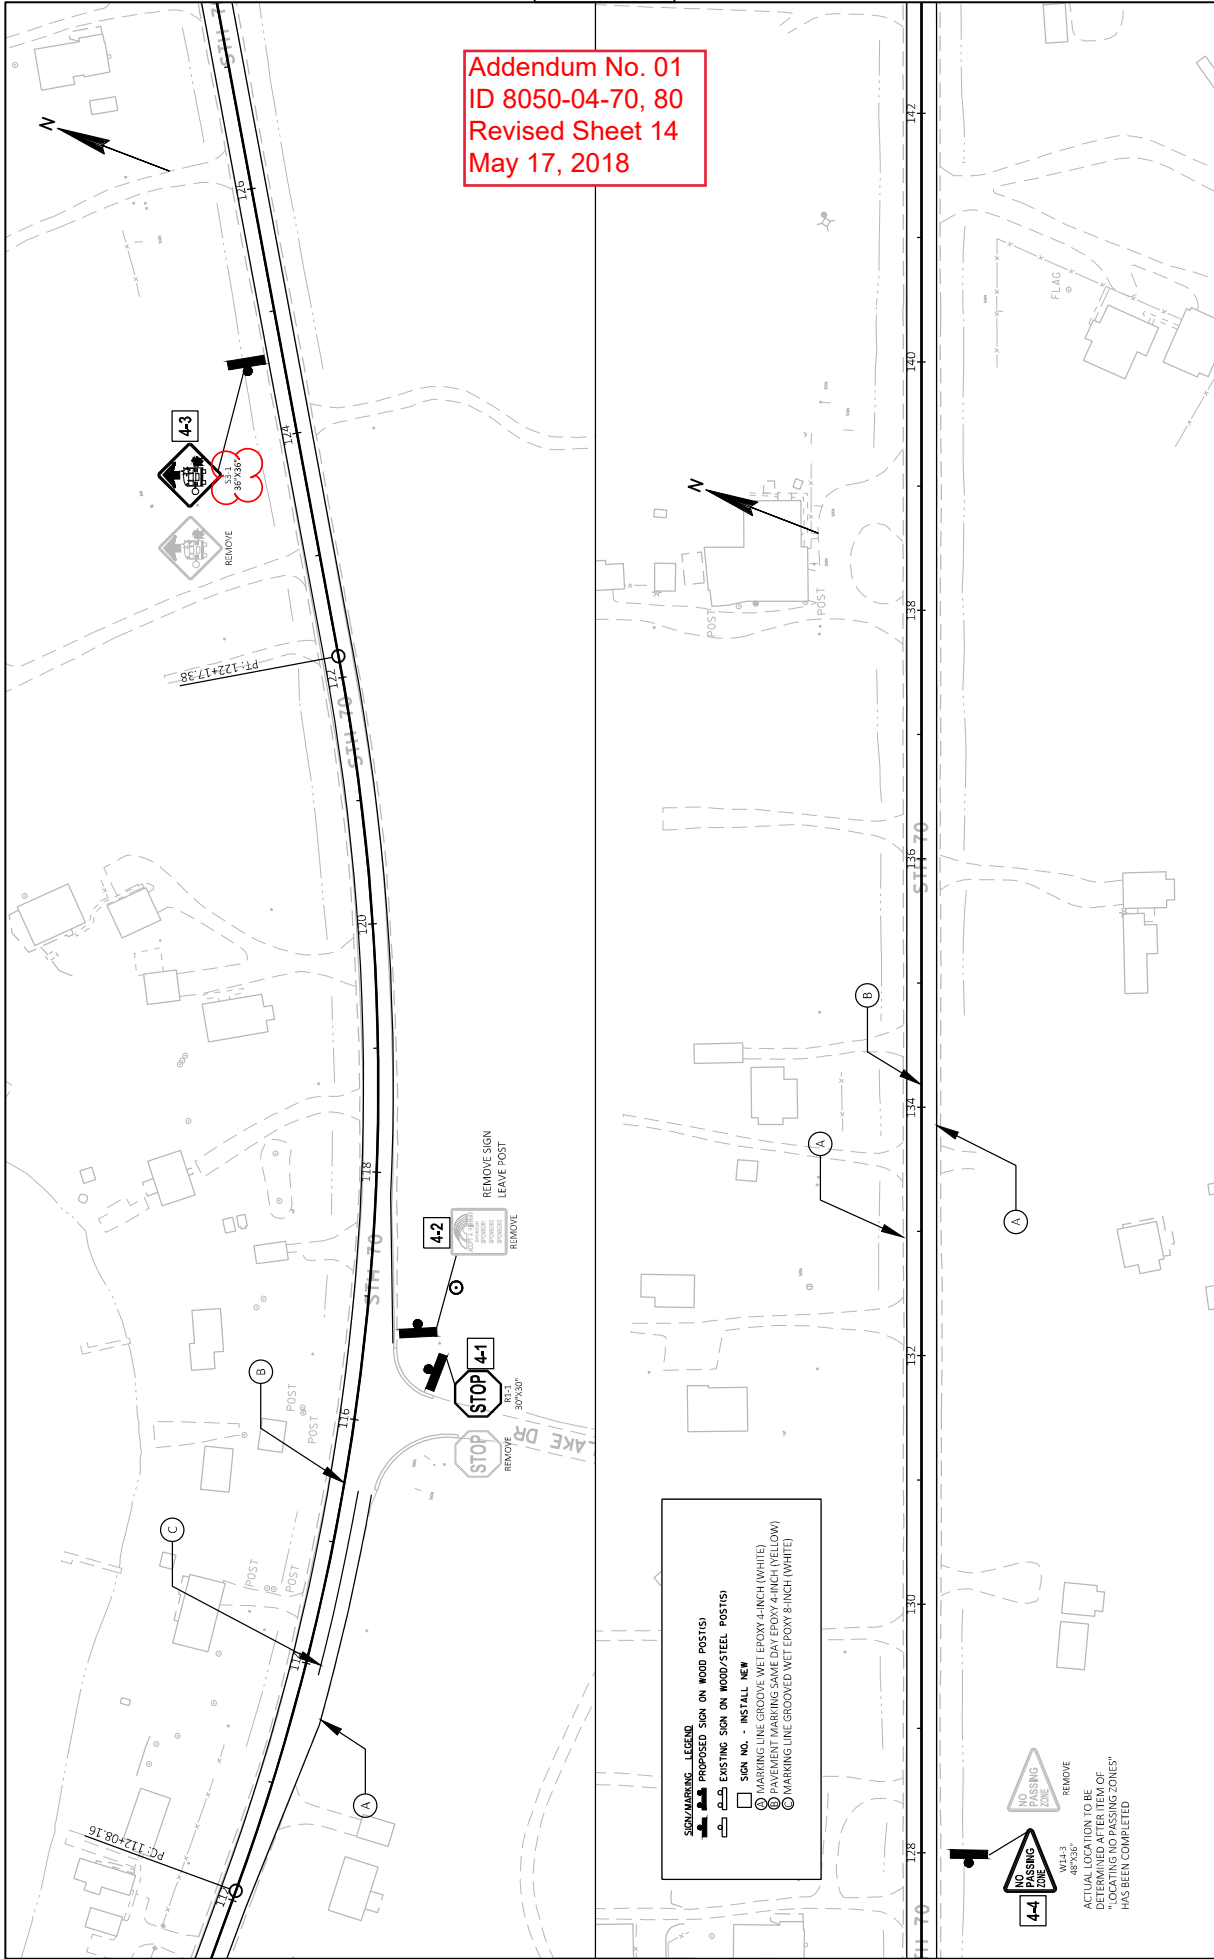 Addendum No. 01
ID 8050-04-70, 80
Revised Sheet 14
May 17, 2018
N
126
4-3
S3-1
36"X36"
REMOVE
124
PT: 122+17.38
122
STH 70
120
118
REMOVE SIGN
LEAVE POST
4-2
REMOVE
STH 70
STOP
4-1
R1-1
30"X30"
STOP
REMOVE
LAKE DR
B
116
POST
POST
C
POST
POST
114
A
PC: 112+08.16
112
142
FLAG
140
N
138
POST
POST
136
STH 70
B
134
A
A
132
130
128
SIGN/MARKING LEGEND
PROPOSED SIGN ON WOOD POST(S)
EXISTING SIGN ON WOOD/STEEL POST(S)
SIGN NO. - INSTALL NEW
A MARKING LINE GROOVE WET EPOXY 4-INCH (WHITE)
B PAVEMENT MARKING SAME DAY EPOXY 4-INCH (YELLOW)
C MARKING LINE GROOVED WET EPOXY 8-INCH (WHITE)
NO
PASSING
ZONE
REMOVE
NO
PASSING
ZONE
4-4
W14-3
48"X36"
ACTUAL LOCATION TO BE
DETERMINED AFTER ITEM OF
"LOCATING NO PASSING ZONES"
HAS BEEN COMPLETED